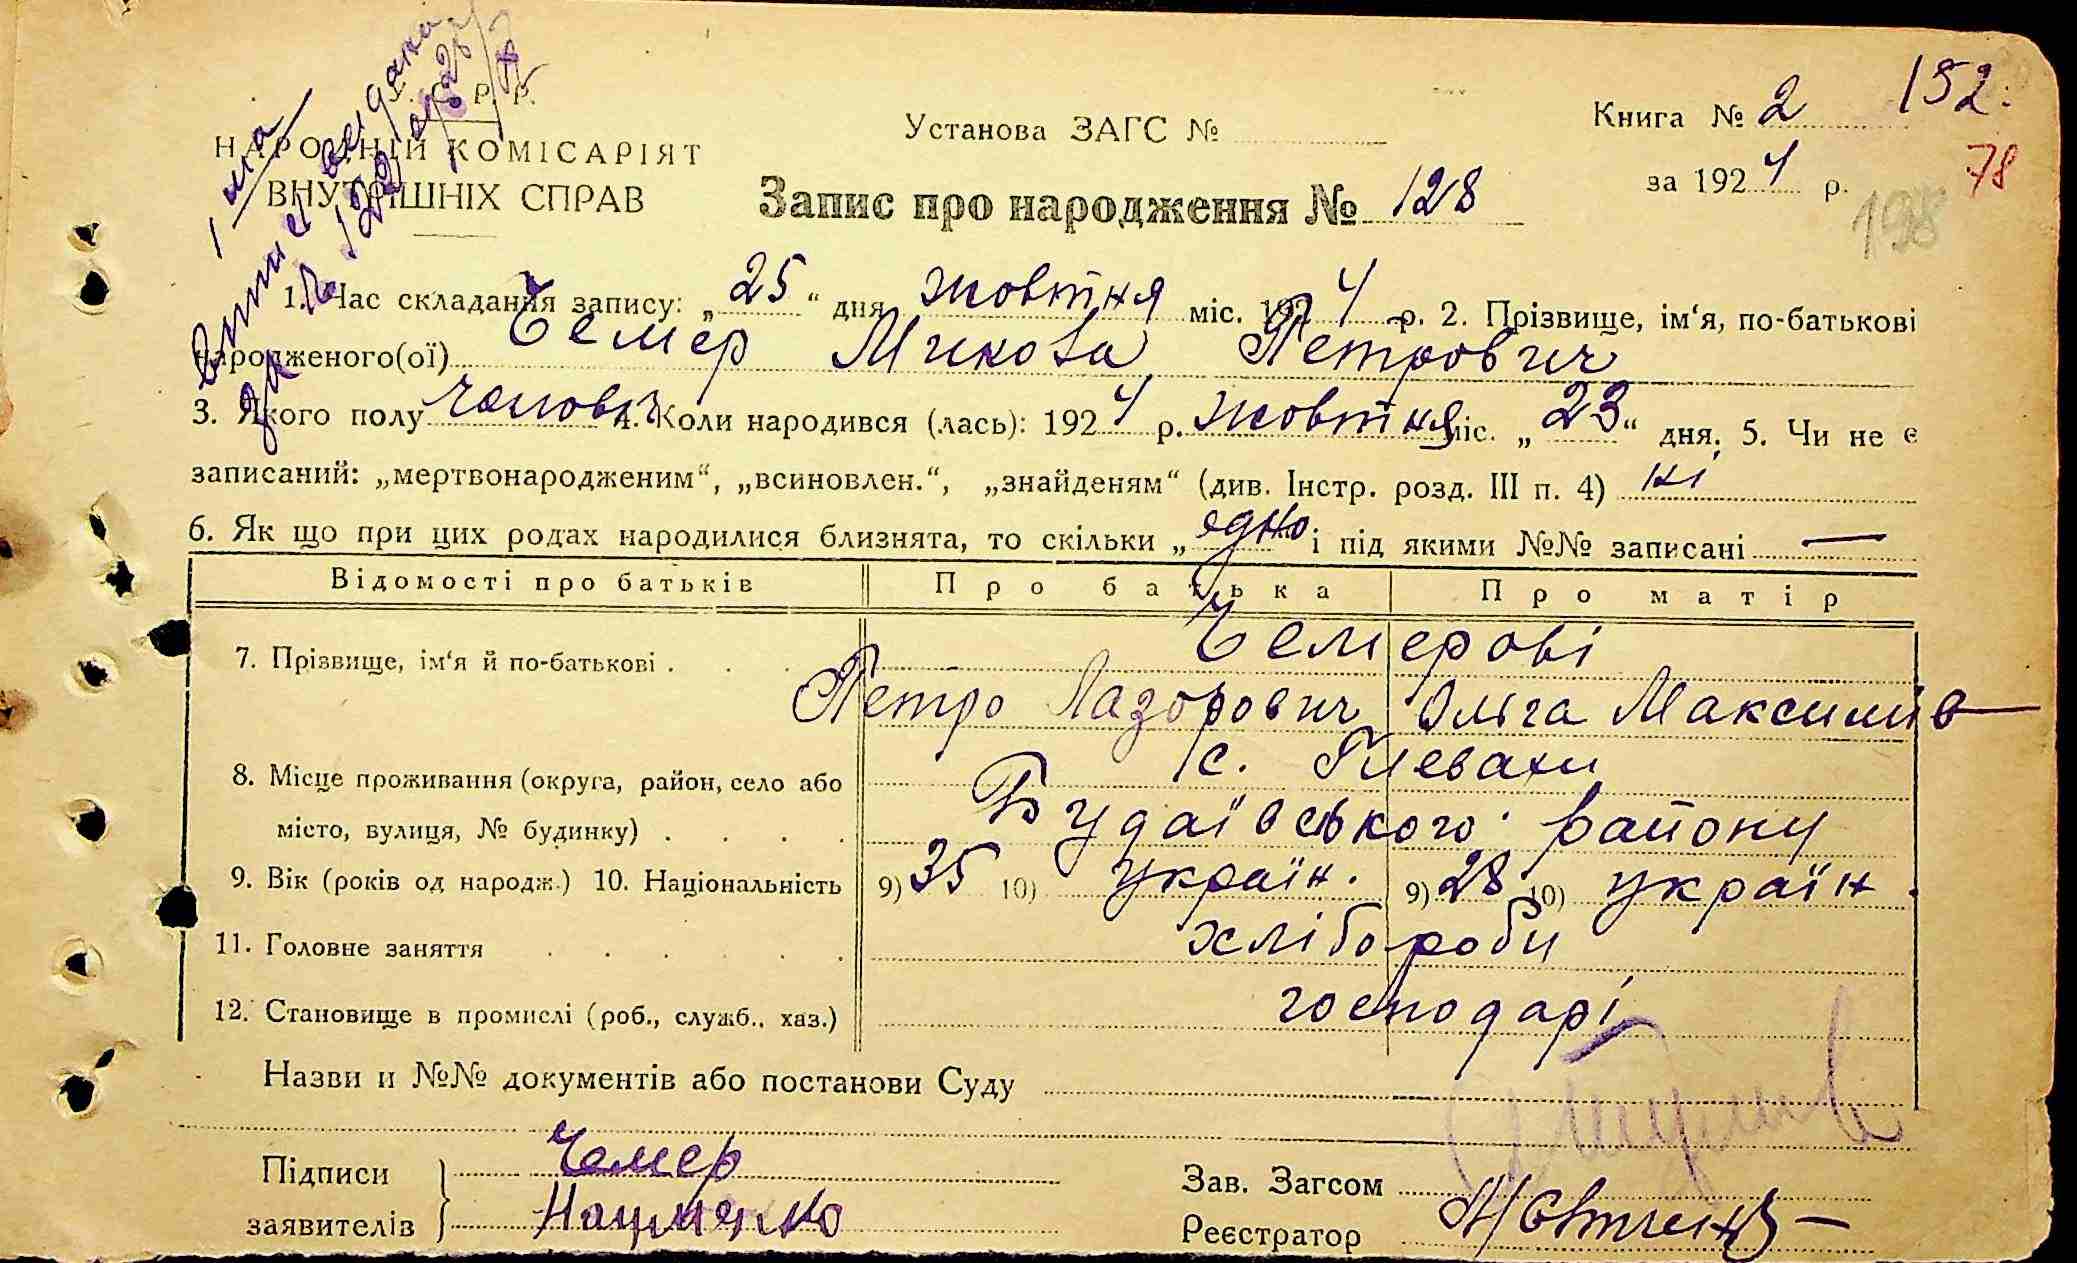 У. С. Р. Р.
НАРОДНІЙ КОМІСАРІЯТ
ВНУТРІШНІХ СПРАВ
Установа ЗАГС №
Книга № 2
152.
за 1924 р.
78
198
Запис про народження № 128
1. Час складання запису: „25“ дня жовтня міс. 1924 р. 2. Прізвище, ім‘я, по-батькові
народженого(ої) Чемер Микола Петрович
3. Якого полу чоловіч 4. Коли народився (лась): 1924 р. жовтня міс. „23“ дня. 5. Чи не є
записаний: „мертвонародженим“, „всиновлен.“, „знайденям“ (див. Інстр. розд. III п. 4) ні
6. Як що при цих родах народилися близнята, то скільки „одно і під якими №№ записані —
Відомості про батьків Про батька Про матір
7. Прізвище, ім‘я й по-батькові . . . Чемерові
Петро Лазорович Ольга Максимів
8. Місце проживання (округа, район, село або с. Глевахи
місто, вулиця, № будинку) . . . . Будаївського району
9. Вік (років од народж.) 10. Національність 9) 35 10) україн. 9) 28 10) україн.
11. Головне заняття . . . . . . хлібороби
12. Становище в промислі (роб., служб., хаз.) господарі
Назви и №№ документів або постанови Суду
Підписи Чемер
заявителів Науменко
Зав. Загсом
Реєстратор